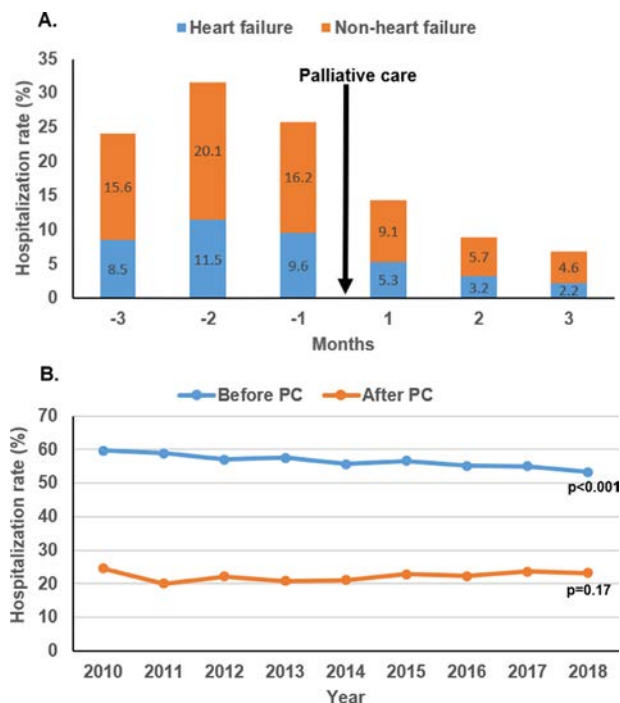 A.
Heart failure Non-heart failure
Hospitalization rate (%)
35
30
25
20
15
10
5
0
Palliative care
15.6
20.1
16.2
9.1
5.7
4.6
8.5
11.5
9.6
5.3
3.2
2.2
-3 -2 -1 1 2 3
Months
B.
Before PC After PC
Hospitalization rate (%)
70
60
50
40
30
20
10
0
p<0.001
p=0.17
2010 2011 2012 2013 2014 2015 2016 2017 2018
Year